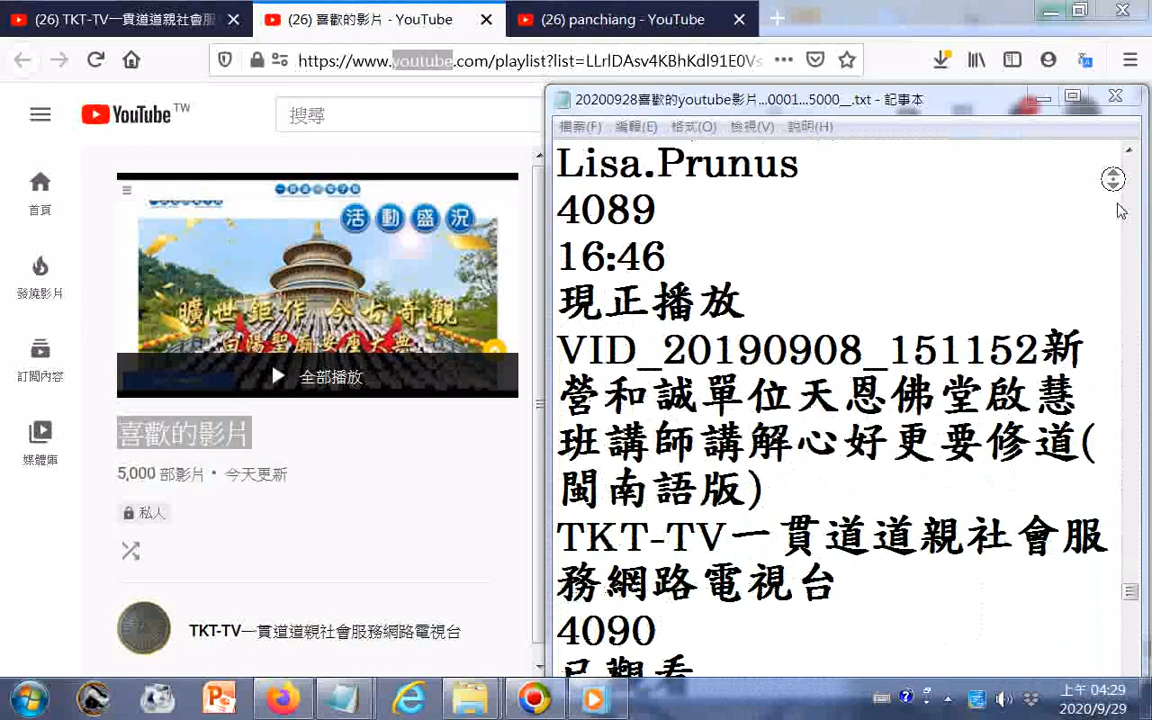 (26) TKT-TV一貫道道親社會服
(26) 喜歡的影片 - YouTube
(26) panchiang - YouTube
https://www.youtube.com/playlist?list=LLrlDAsv4KBhKdl91E0Vs
YouTube TW
搜尋
首頁
發燒影片
訂閱內容
媒體庫
活動盛況
曠世鉅作 今古奇觀
白陽聖廟安座大典
全部播放
喜歡的影片
5,000 部影片 • 今天更新
私人
TKT-TV一貫道道親社會服務網路電視台
20200928喜歡的youtube影片...0001...5000__.txt - 記事本
檔案(F) 編輯(E) 格式(O) 檢視(V) 說明(H)
Lisa.Prunus
4089
16:46
現正播放
VID_20190908_151152新
營和誠單位天恩佛堂啟慧
班講師講解心好更要修道(
閩南語版)
TKT-TV一貫道道親社會服
務網路電視台
4090
已觀看
上午 04:29
2020/9/29